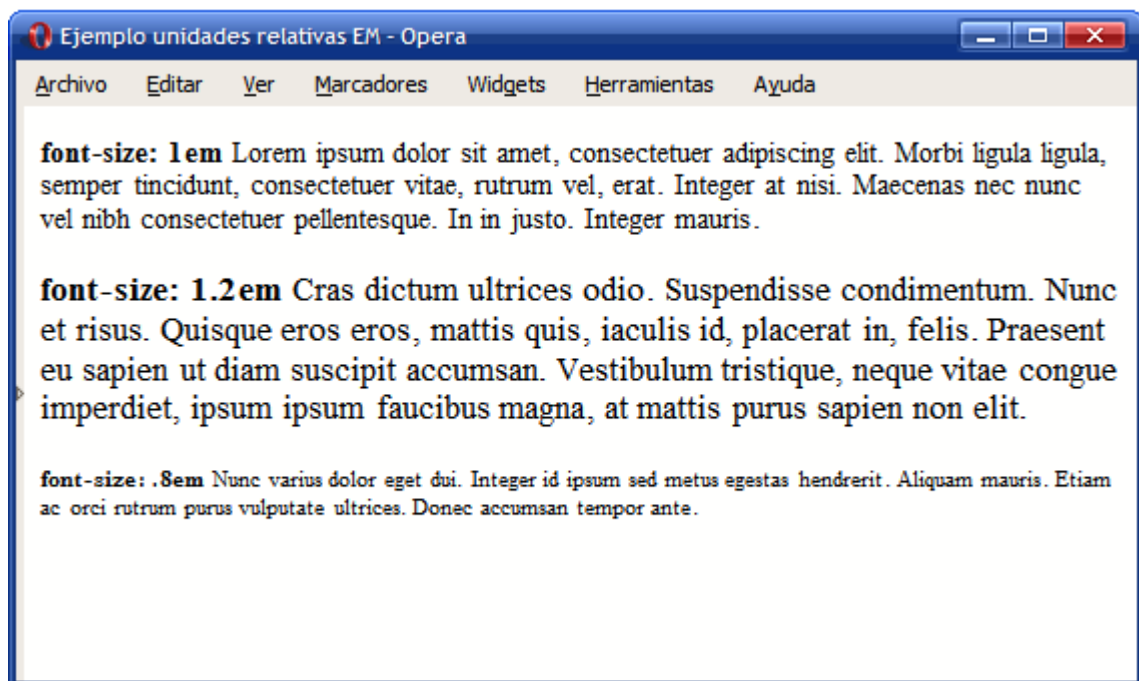 Ejemplo unidades relativas EM - Opera
Archivo Editar Ver Marcadores Widgets Herramientas Ayuda
font-size: 1em Lorem ipsum dolor sit amet, consectetuer adipiscing elit. Morbi ligula ligula,
semper tincidunt, consectetuer vitae, rutrum vel, erat. Integer at nisi. Maecenas nec nunc
vel nibh consectetuer pellentesque. In in justo. Integer mauris.
font-size: 1.2em Cras dictum ultrices odio. Suspendisse condimentum. Nunc
et risus. Quisque eros eros, mattis quis, iaculis id, placerat in, felis. Praesent
eu sapien ut diam suscipit accumsan. Vestibulum tristique, neque vitae congue
imperdiet, ipsum ipsum faucibus magna, at mattis purus sapien non elit.
font-size: .8em Nunc varius dolor eget dui. Integer id ipsum sed metus egestas hendrerit. Aliquam mauris. Etiam
ac orci rutrum purus vulputate ultrices. Donec accumsan tempor ante.